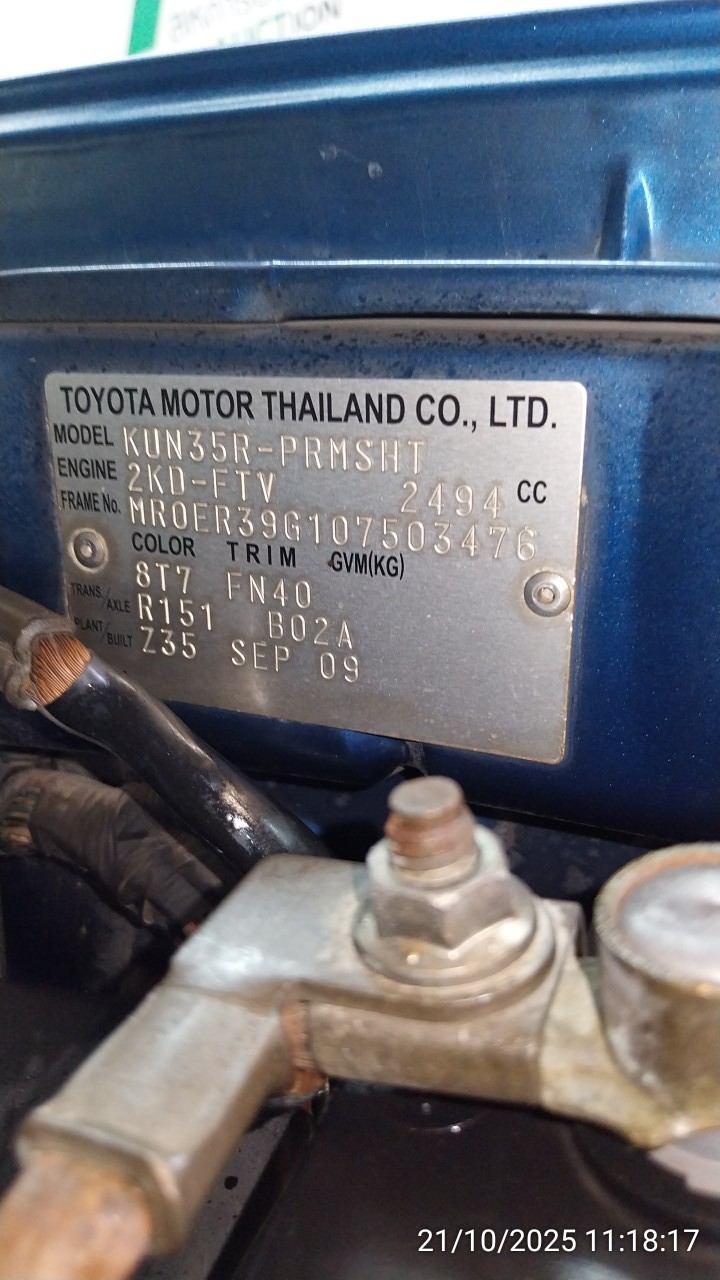 TOYOTA MOTOR THAILAND CO., LTD.
MODEL KUN35R-PRMSHT
ENGINE 2KD-FTV 2494 CC
FRAME No. MR0ER39G107503476
COLOR TRIM GVM(KG)
8T7 FN40
TRANS./AXLE R151 B02A
PLANT/BUILT Z35 SEP 09
21/10/2025 11:18:17